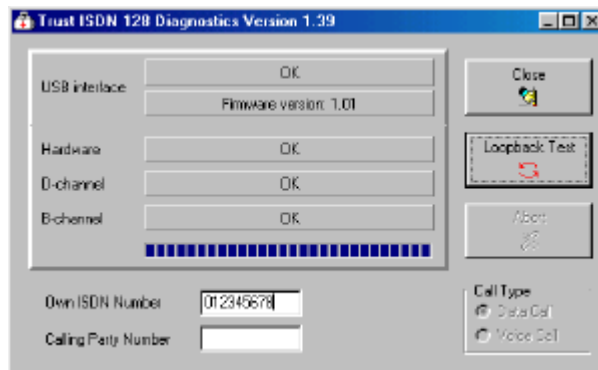 Trust ISDN 128 Diagnostics Version 1.39
USB interface
OK
Firmware version: 1.01
Close
Hardware
OK
Loopback Test
D-channel
OK
B-channel
OK
Abort
Own ISDN Number
012345678
Calling Party Number
Call Type
Data Call
Voice Call